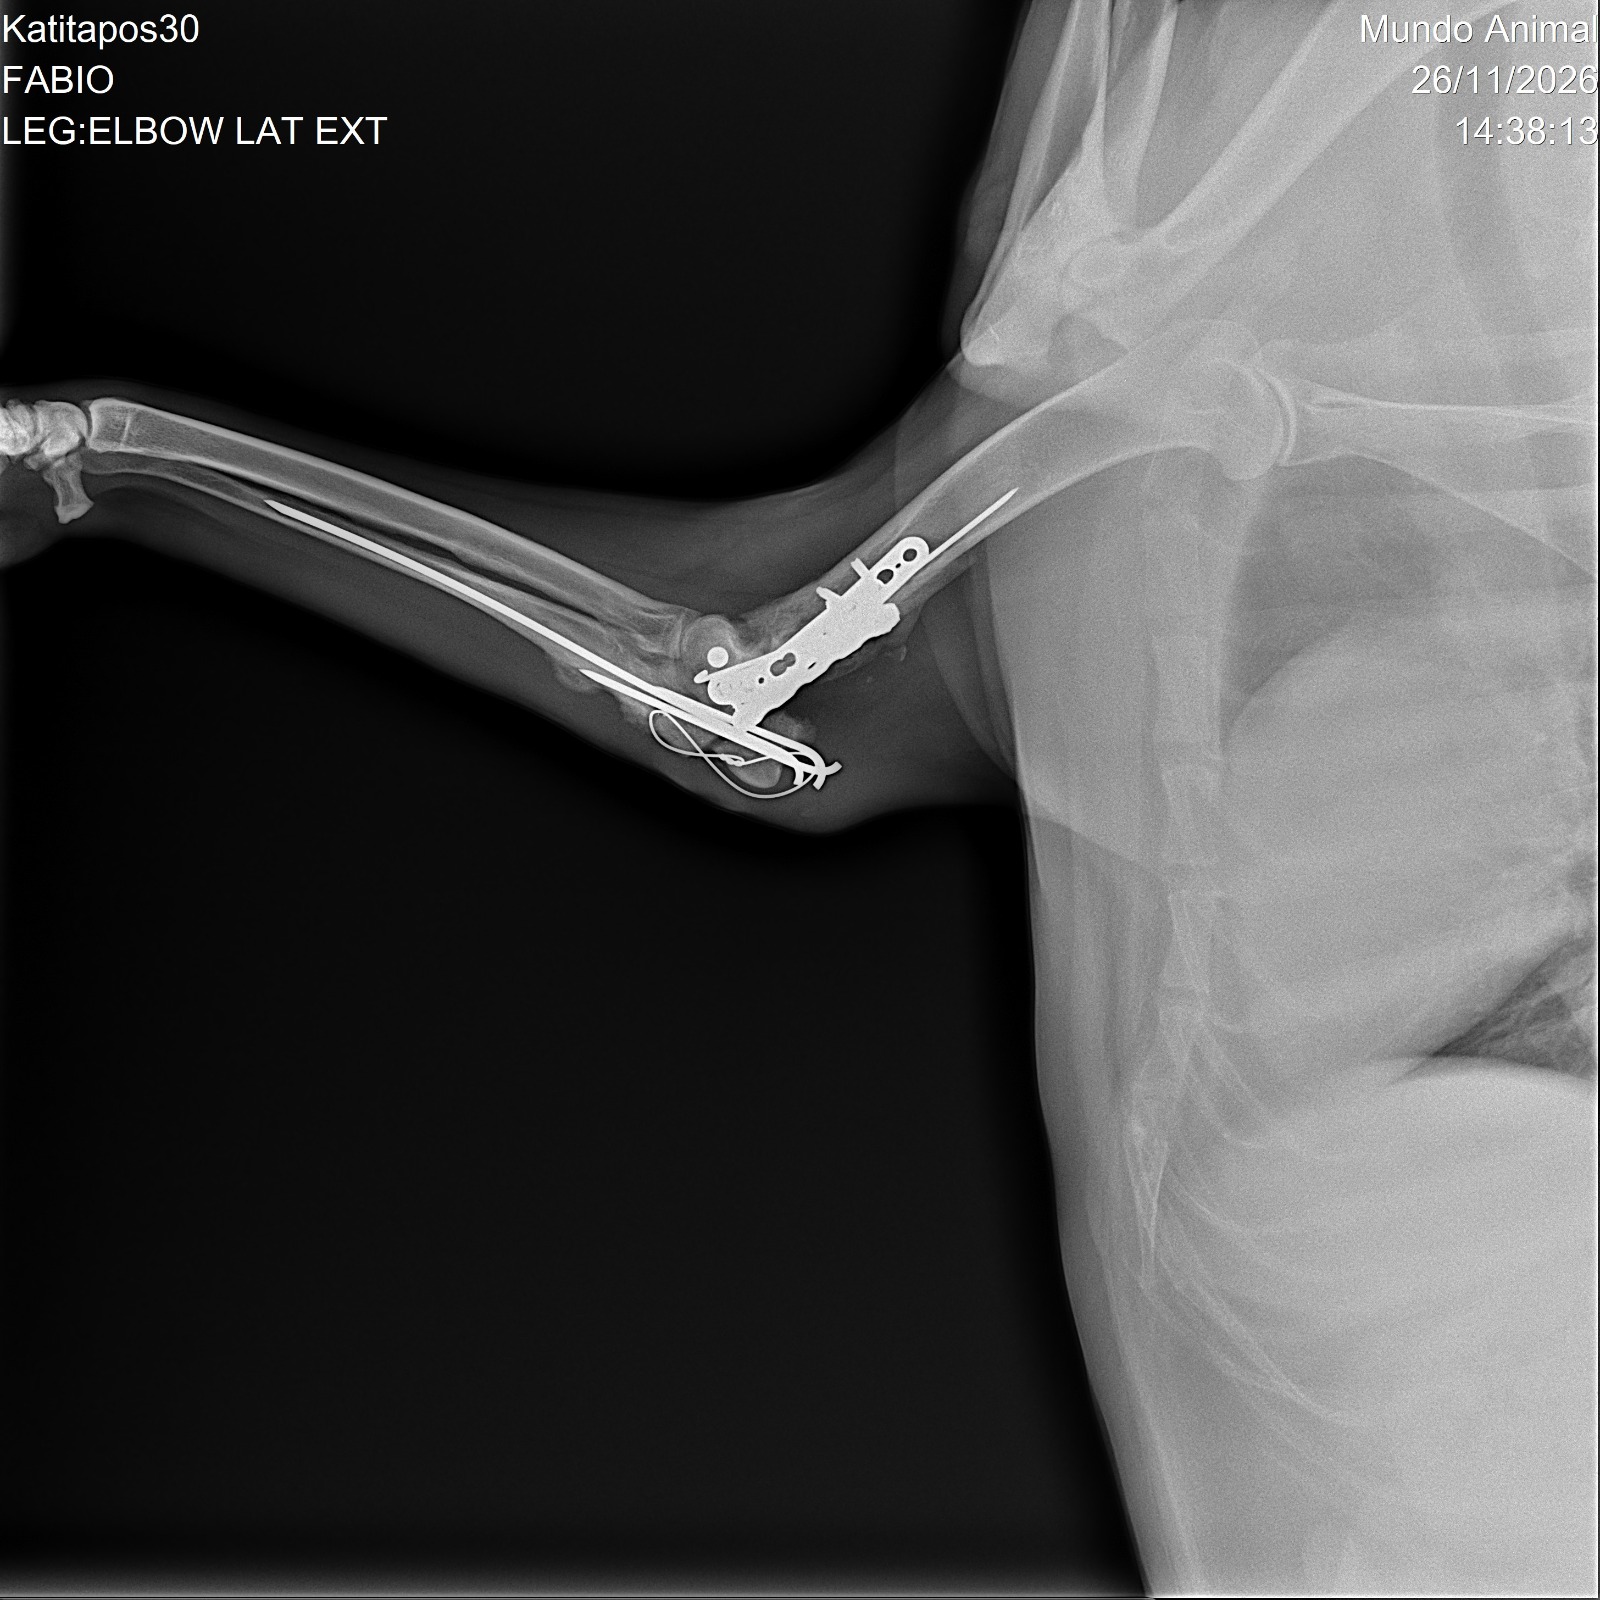 Katitapos30
FABIO
LEG:ELBOW LAT EXT
Mundo Animal
26/11/2026
14:38:13